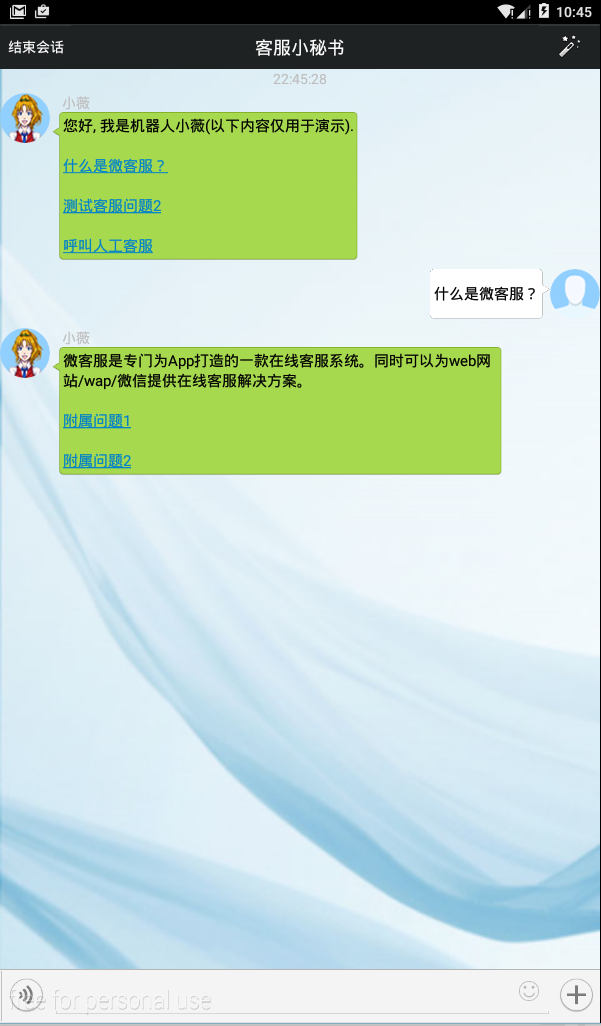 10:45
结束会话
客服小秘书
22:45:28
小薇
您好, 我是机器人小薇(以下内容仅用于演示).
什么是微客服？
测试客服问题2
呼叫人工客服
什么是微客服？
小薇
微客服是专门为App打造的一款在线客服系统。同时可以为web网
站/wap/微信提供在线客服解决方案。
附属问题1
附属问题2
free for personal use